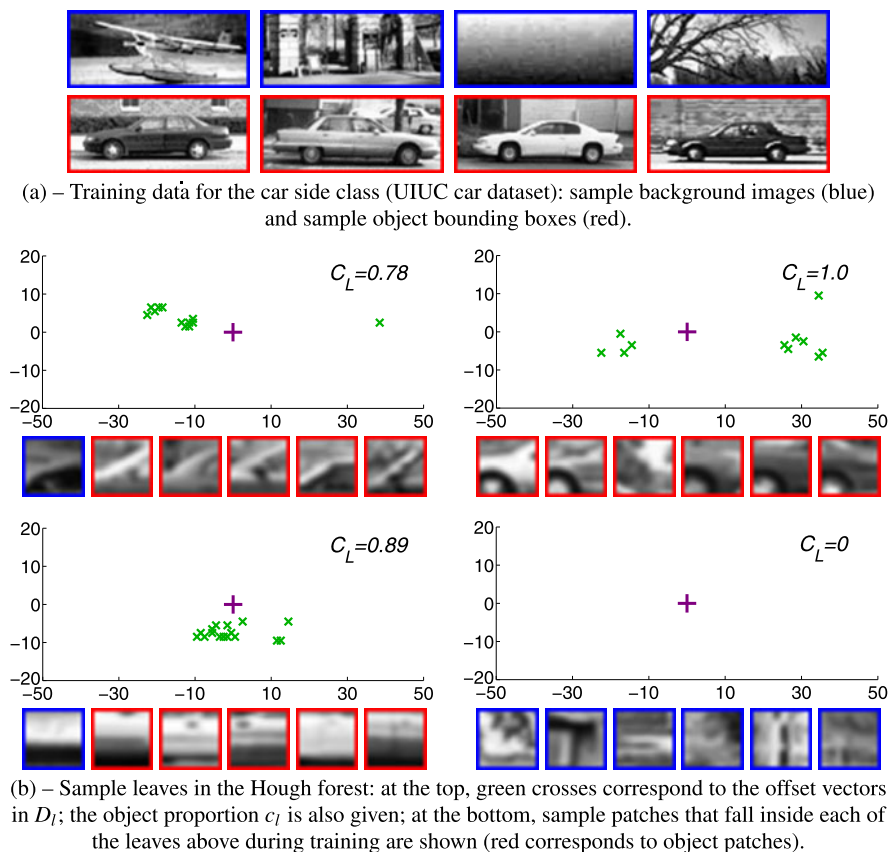 (a) – Training data for the car side class (UIUC car dataset): sample background images (blue)
and sample object bounding boxes (red).
20
10
0
−10
−20
−50 −30 −10 10 30 50
C_L=0.78
20
10
0
−10
−20
−50 −30 −10 10 30 50
C_L=1.0
20
10
0
−10
−20
−50 −30 −10 10 30 50
C_L=0.89
20
10
0
−10
−20
−50 −30 −10 10 30 50
C_L=0
(b) – Sample leaves in the Hough forest: at the top, green crosses correspond to the offset vectors
in D_l; the object proportion c_l is also given; at the bottom, sample patches that fall inside each of
the leaves above during training are shown (red corresponds to object patches).